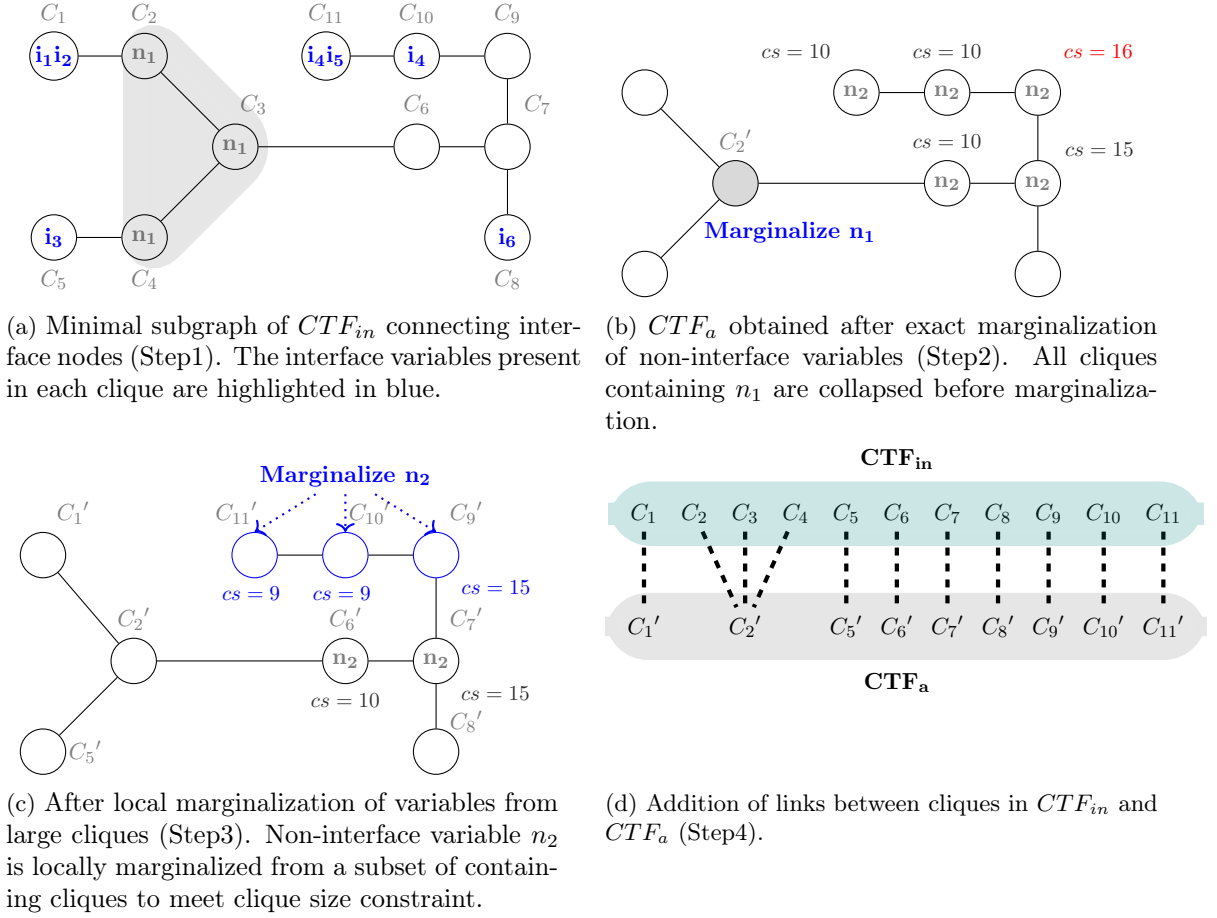 C₁ C₂ C₁₁ C₁₀ C₉
i₁i₂ n₁ i₄i₅ i₄
C₃ C₆ C₇
n₁
i₃ n₁ i₆
C₅ C₄ C₈
(a) Minimal subgraph of CTF_in connecting inter-
face nodes (Step1). The interface variables present
in each clique are highlighted in blue.
cs = 10 cs = 10 cs = 16
n₂ n₂ n₂
C₂′ cs = 10 cs = 15
n₂ n₂
Marginalize n₁
(b) CTF_a obtained after exact marginalization
of non-interface variables (Step2). All cliques
containing n₁ are collapsed before marginaliza-
tion.
Marginalize n₂
C₁′ C₁₁′ C₁₀′ C₉′
cs = 9 cs = 9 cs = 15
C₂′ C₆′ C₇′
n₂ n₂
cs = 10 cs = 15
C₅′ C₈′
(c) After local marginalization of variables from
large cliques (Step3). Non-interface variable n₂
is locally marginalized from a subset of contain-
ing cliques to meet clique size constraint.
CTF_in
C₁ C₂ C₃ C₄ C₅ C₆ C₇ C₈ C₉ C₁₀ C₁₁
C₁′ C₂′ C₅′ C₆′ C₇′ C₈′ C₉′ C₁₀′ C₁₁′
CTF_a
(d) Addition of links between cliques in CTF_in and
CTF_a (Step4).